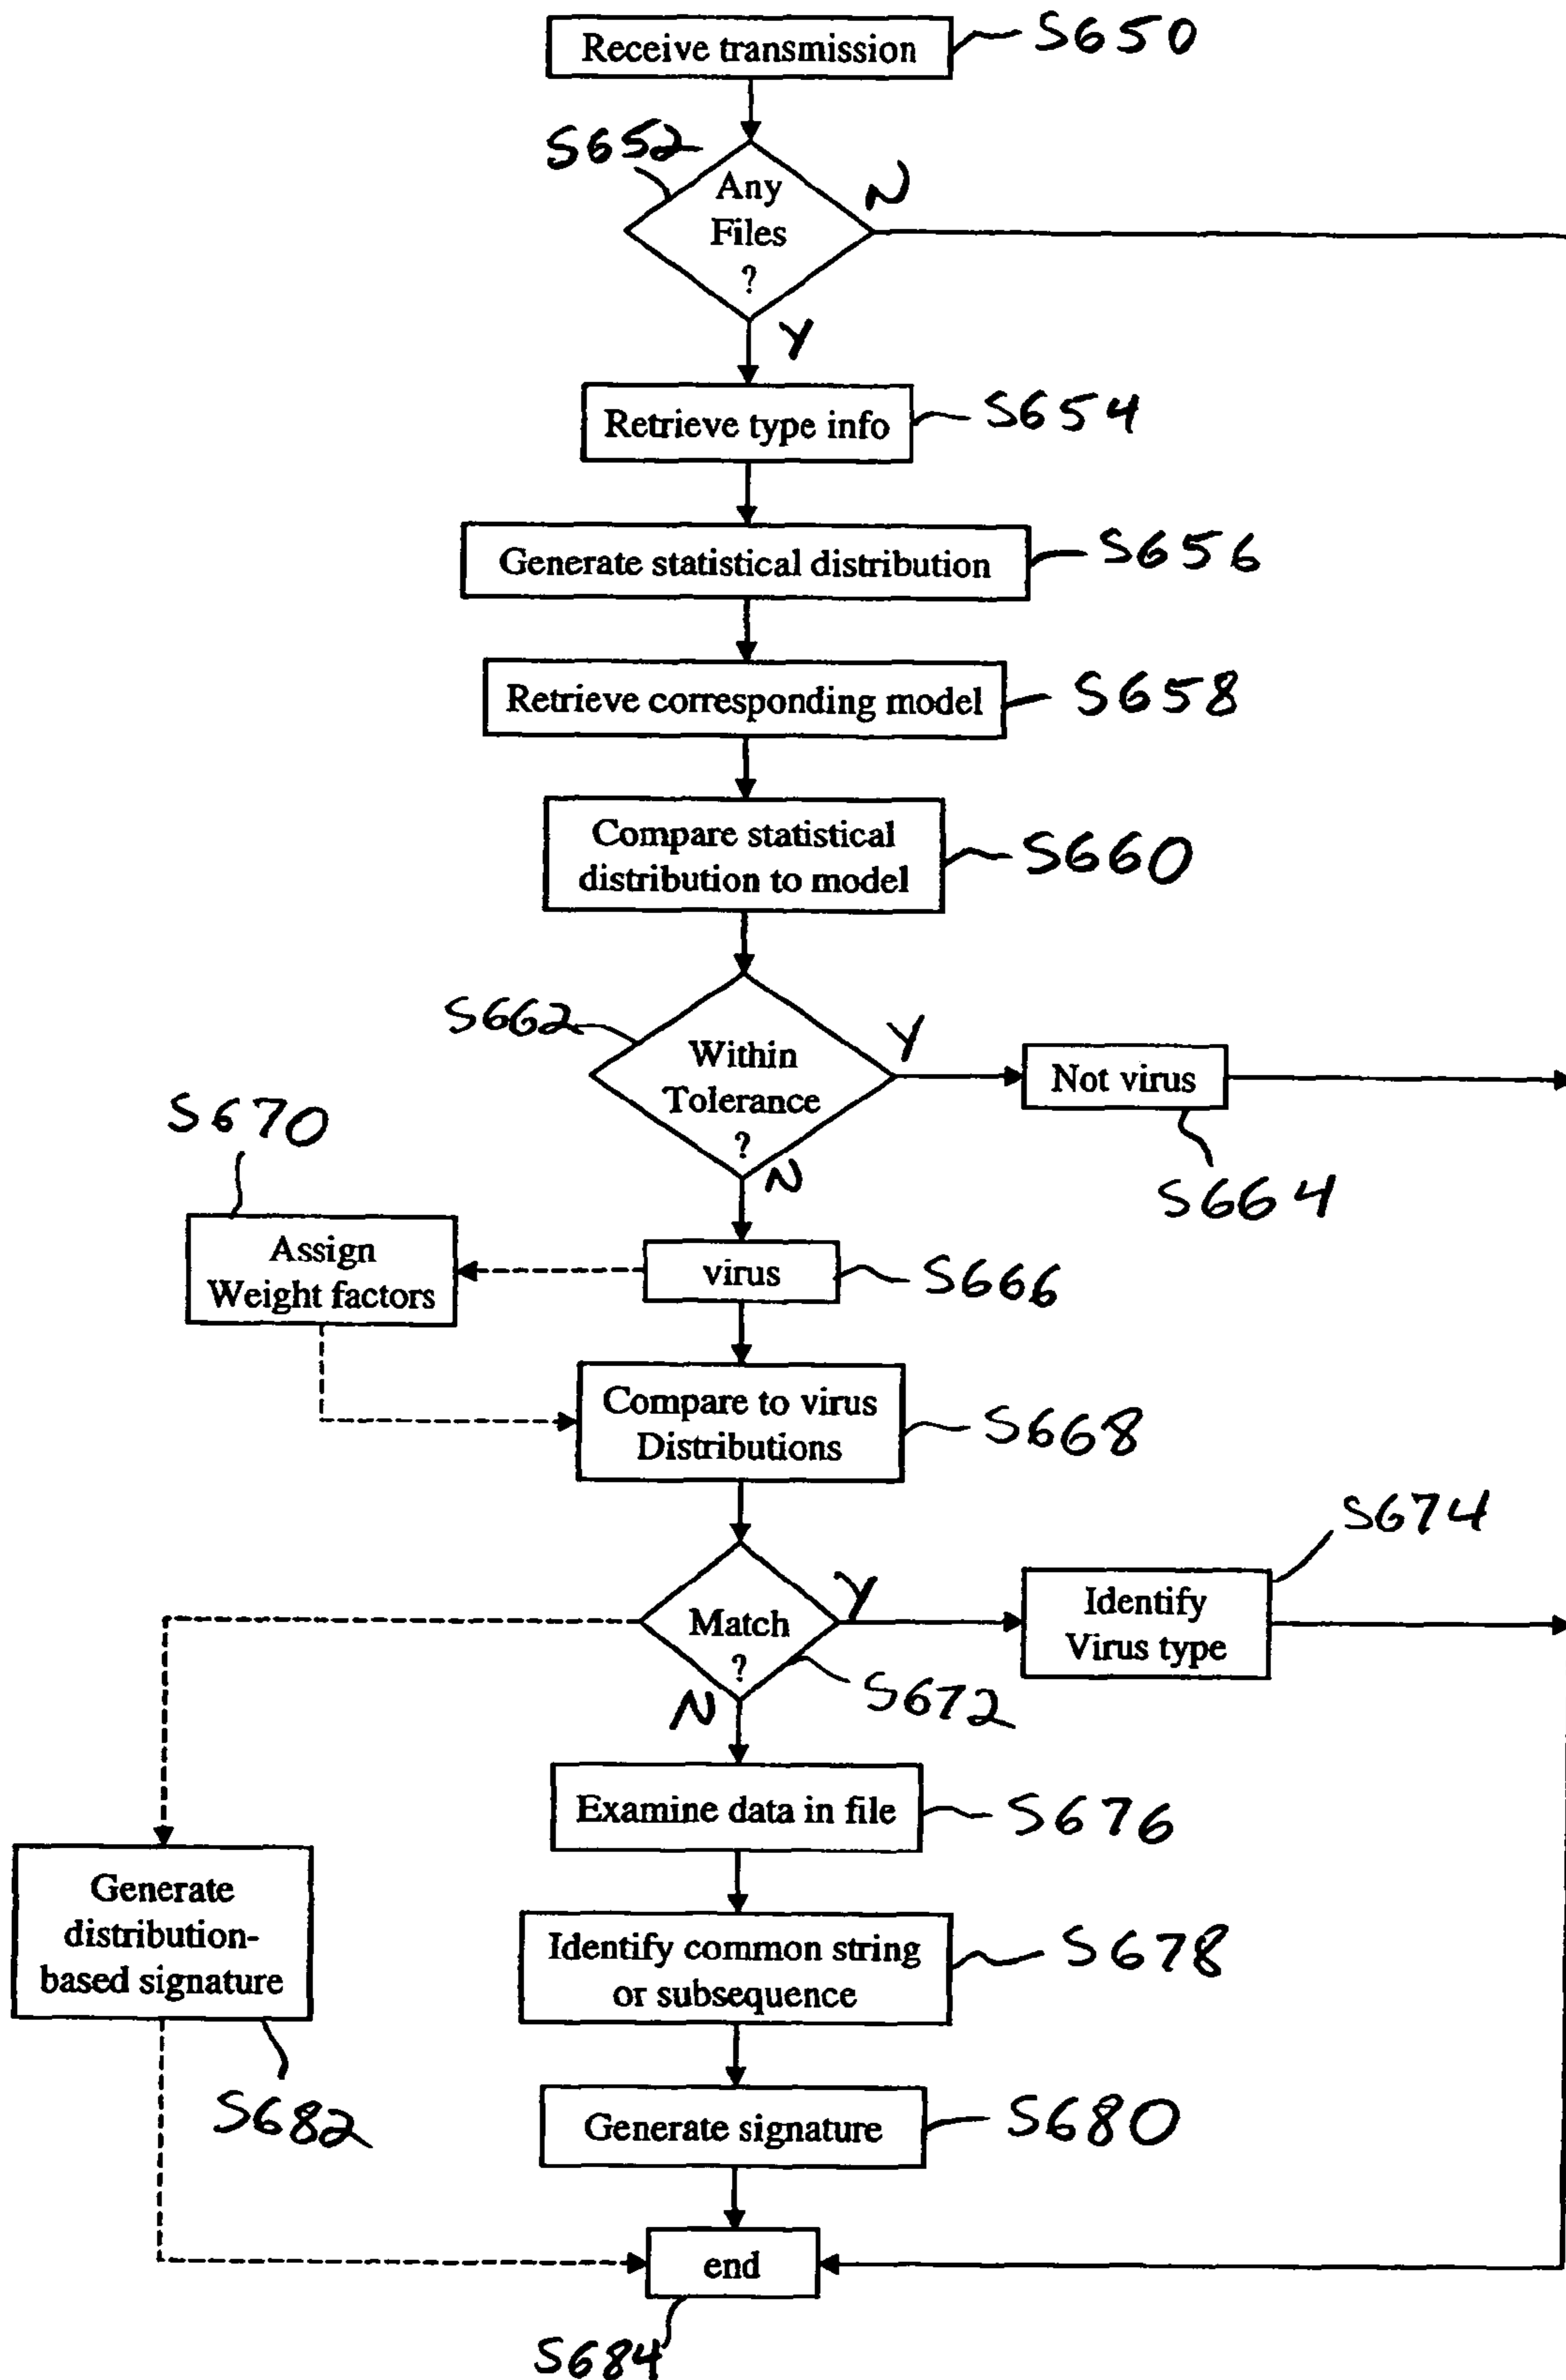 Receive transmission
S650
S652
Any
Files
?
N
Y
Retrieve type info
S654
Generate statistical distribution
S656
Retrieve corresponding model
S658
Compare statistical
distribution to model
S660
S662
Within
Tolerance
?
Y
N
Not virus
S664
S670
Assign
Weight factors
virus
S666
Compare to virus
Distributions
S668
S674
Match
?
Y
N
S672
Identify
Virus type
Examine data in file
S676
Generate
distribution-
based signature
S682
Identify common string
or subsequence
S678
Generate signature
S680
end
S684